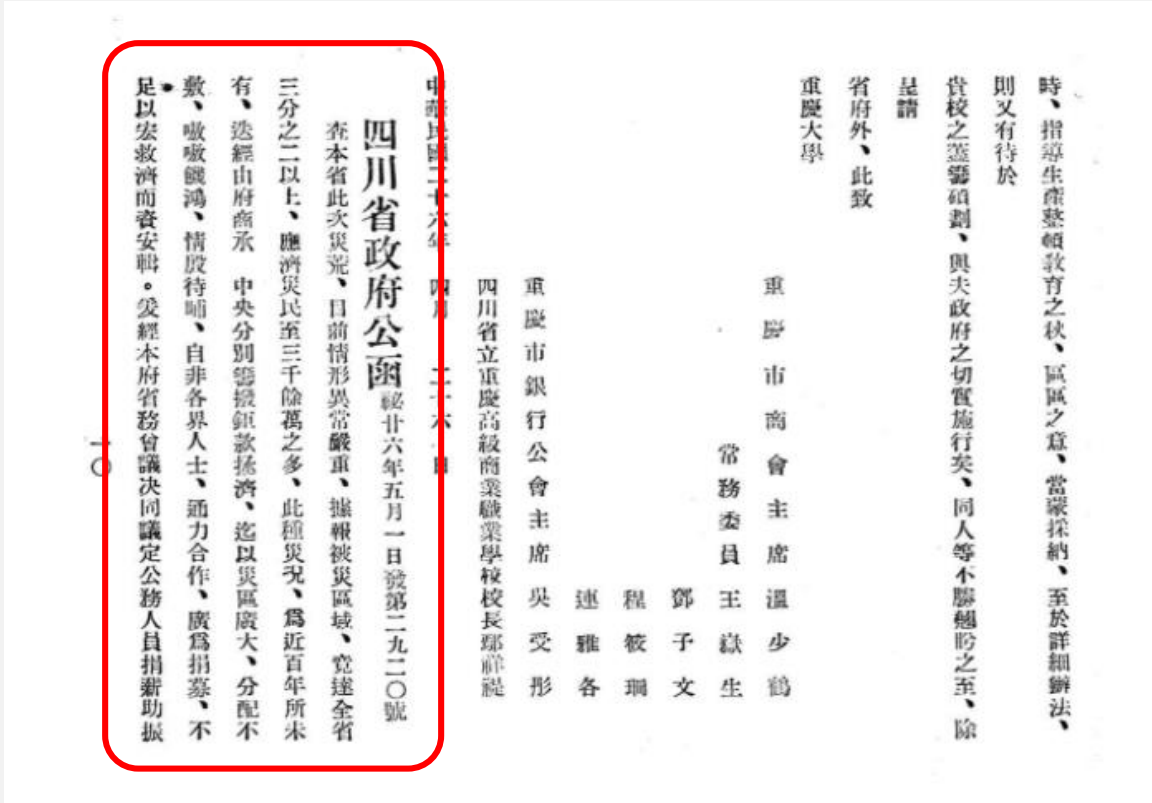 時、指導生產整頓敎育之秋、區區之意、當蒙採納、至於詳細辦法、
則又有待於
貴校之藎籌碩劃、與夫政府之切實施行矣、同人等不勝翹盼之至、除
呈請
省府外、此致
重慶大學
重慶市商會主席溫少鶴
常務委員王嶽生
鄧子文
程筱珊
連雅各
重慶市銀行公會主席吳受彤
四川省立重慶高級商業職業學校校長鄢祥禔
中華民國二十六年 四月 二十六日
四川省政府公函 祕廿六年五月一日發第二九二〇號
查本省此次災荒、目前情形異常嚴重、據報被災區域、竟達全省
三分之二以上、應濟災民至三千餘萬之多、此種災況、爲近百年所未
有、迭經由府商承 中央分別籌撥鉅款拯濟、迄以災區廣大、分配不
敷、嗷嗷饑鴻、情殷待哺、自非各界人士、通力合作、廣爲捐募、不
足以宏救濟而資安輯。爰經本府省務會議決同議定公務人員捐薪助振
一〇